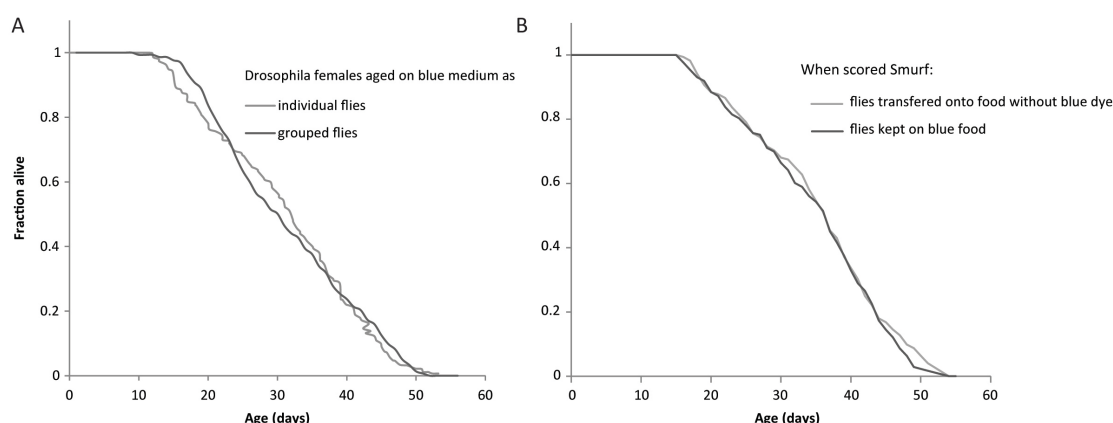 A
Drosophila females aged on blue medium as
individual flies
grouped flies
Fraction alive
1
0.8
0.6
0.4
0.2
0
0 10 20 30 40 50 60
Age (days)
B
When scored Smurf:
flies transfered onto food without blue dye
flies kept on blue food
1
0.8
0.6
0.4
0.2
0
0 10 20 30 40 50 60
Age (days)